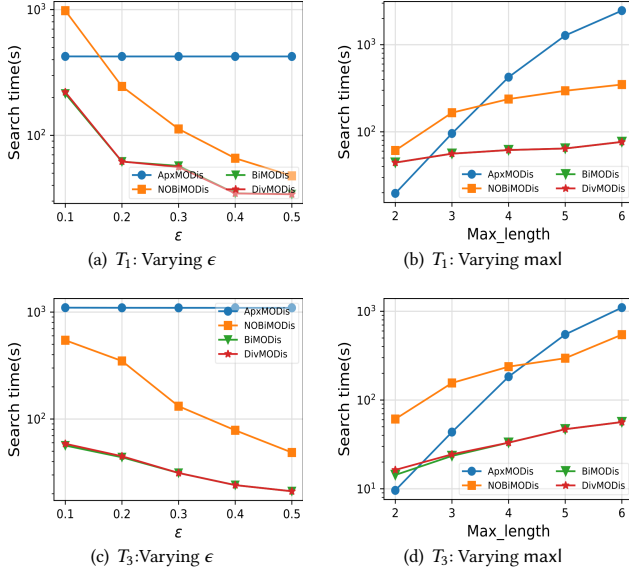 10³
10²
Search time(s)
0.1 0.2 0.3 0.4 0.5
ε
ApxMODis
NOBiMODis
BiMODis
DivMODis
(a) T₁: Varying ϵ
10³
10²
Search time(s)
2 3 4 5 6
Max_length
ApxMODis
NOBiMODis
BiMODis
DivMODis
(b) T₁: Varying maxl
10³
10²
Search time(s)
0.1 0.2 0.3 0.4 0.5
ε
ApxMODis
NOBiMODis
BiMODis
DivMODis
(c) T₃:Varying ϵ
10³
10²
10¹
Search time(s)
2 3 4 5 6
Max_length
ApxMODis
NOBiMODis
BiMODis
DivMODis
(d) T₃: Varying maxl